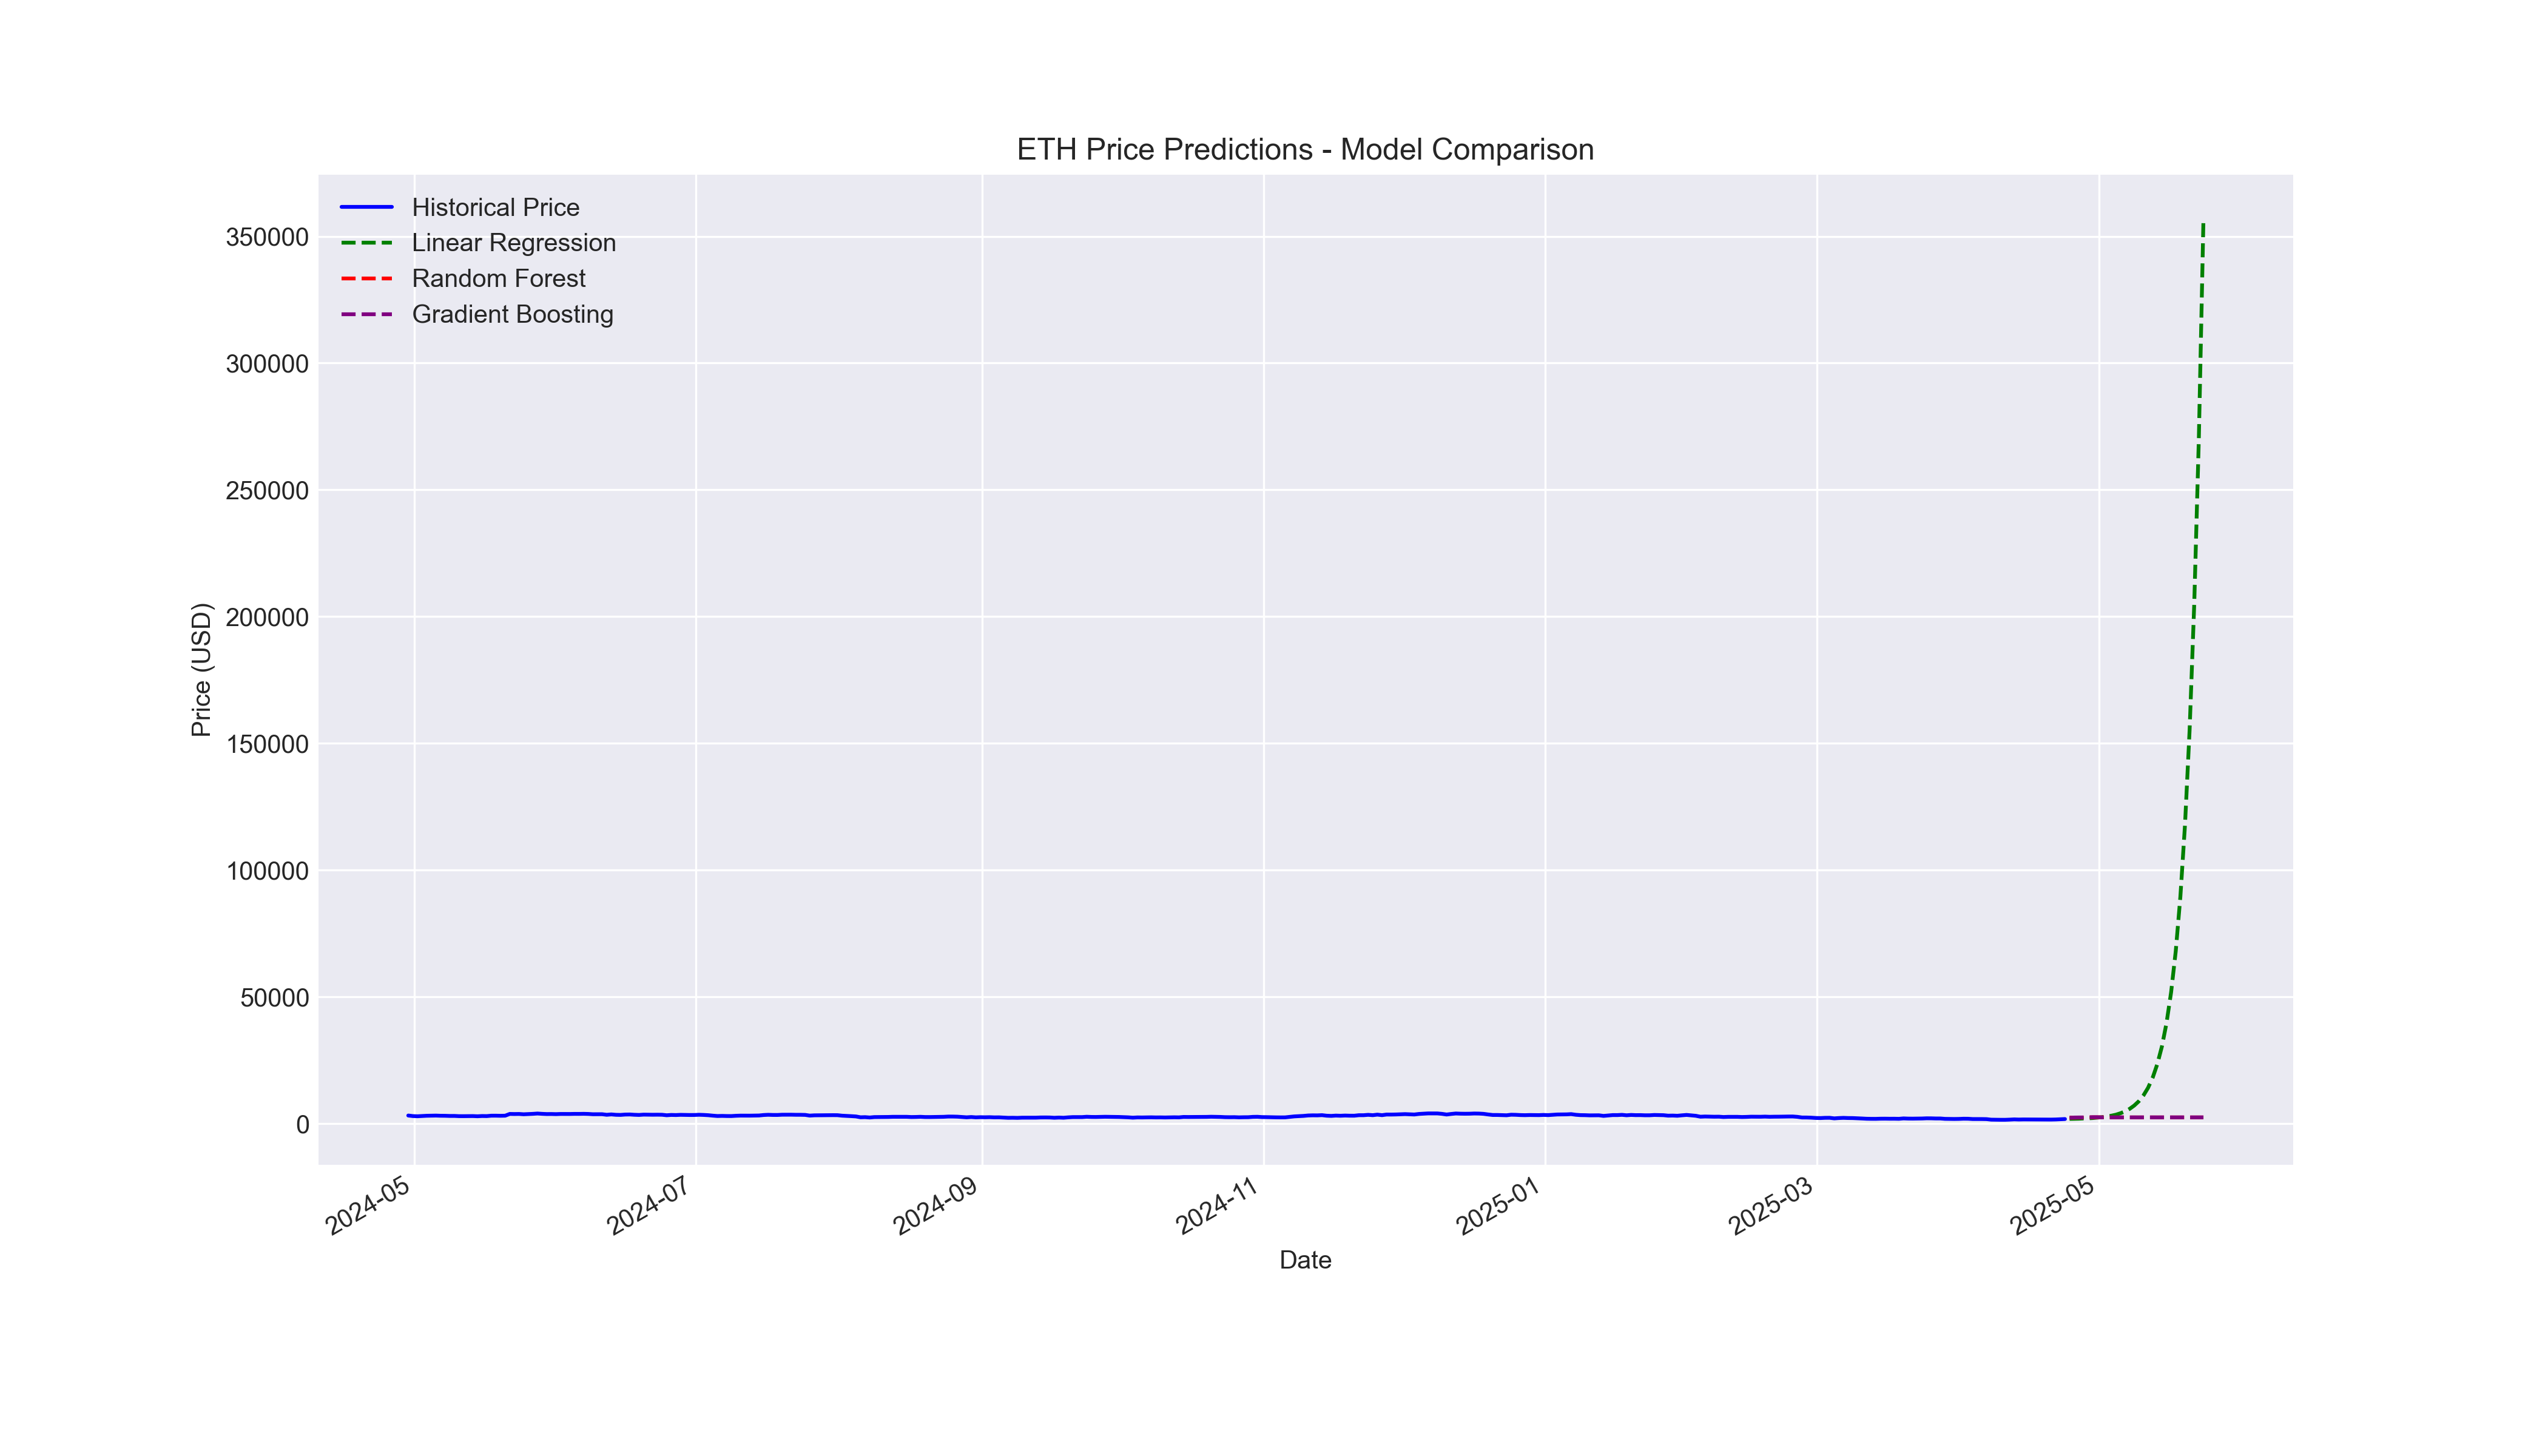 ETH Price Predictions - Model Comparison
Historical Price
Linear Regression
Random Forest
Gradient Boosting
350000
300000
250000
200000
150000
100000
50000
0
Price (USD)
2024-05
2024-07
2024-09
2024-11
2025-01
2025-03
2025-05
Date